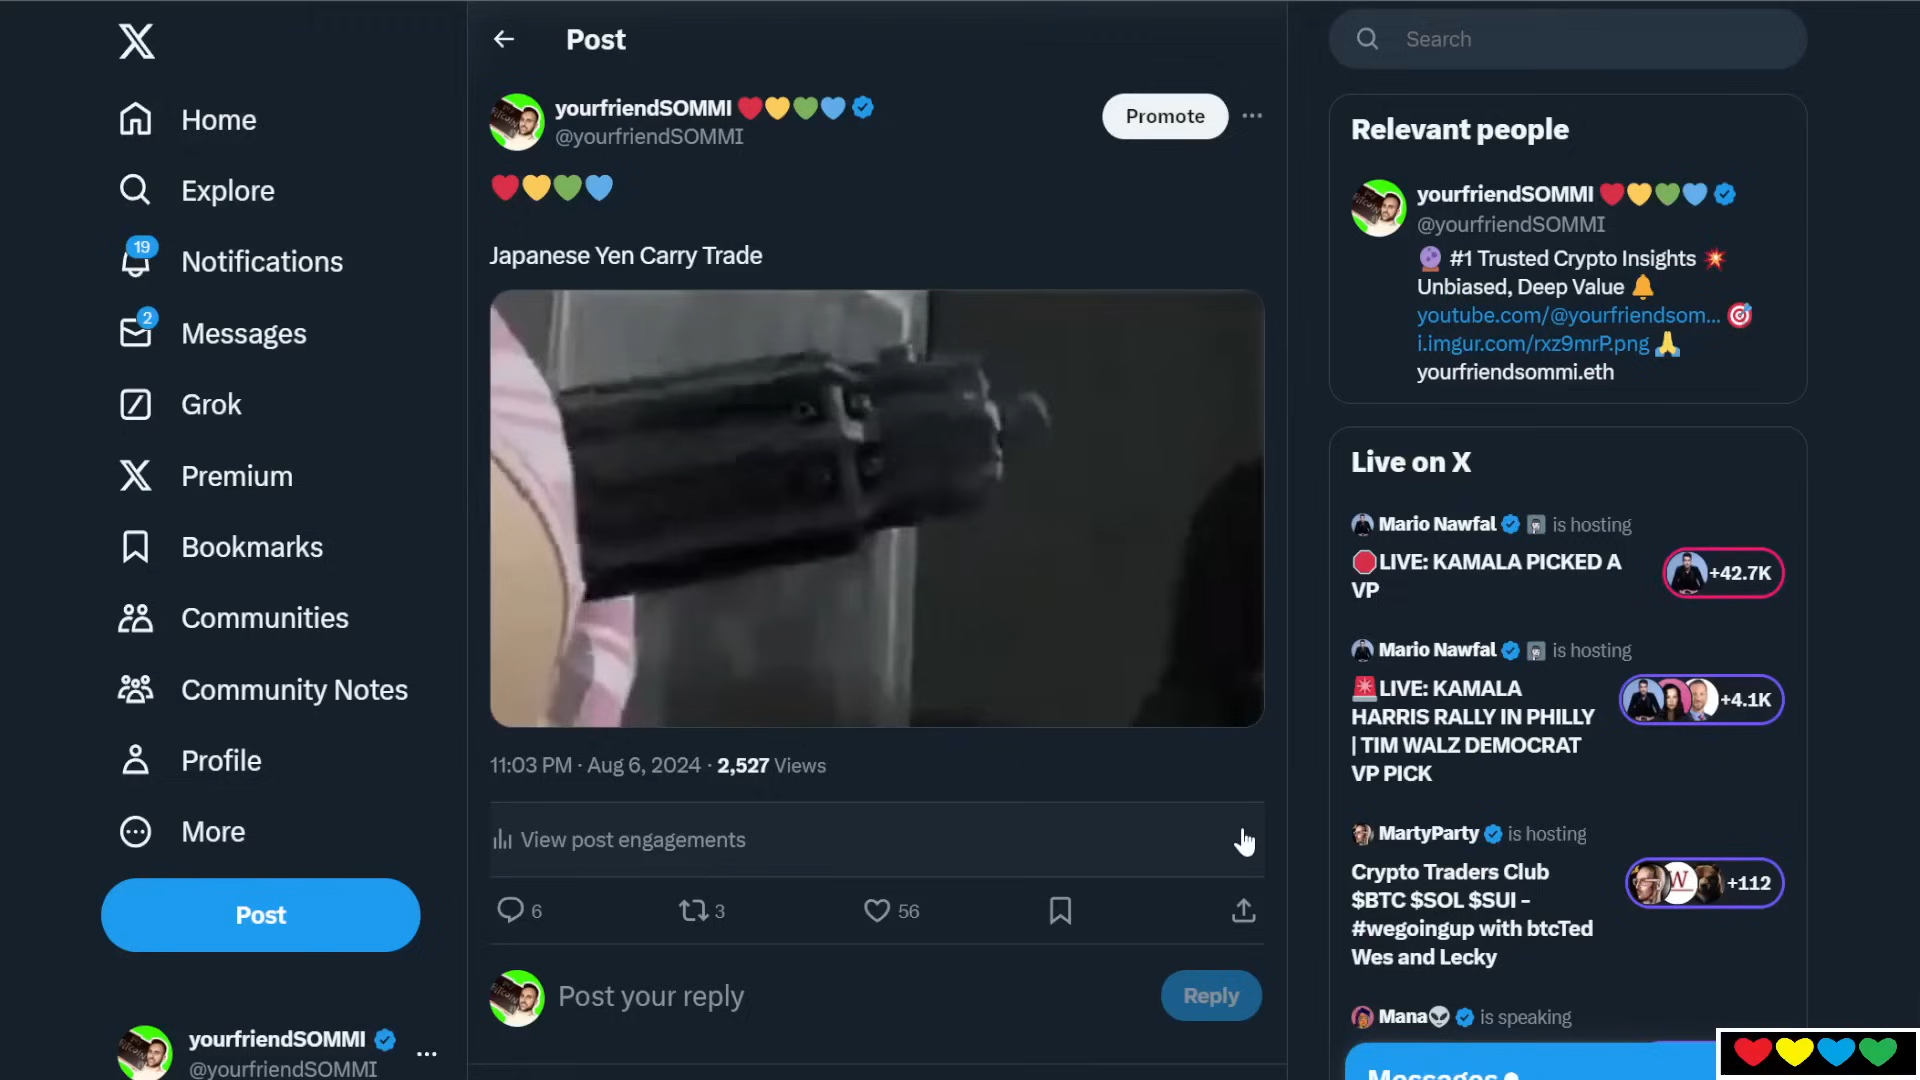 Home
Explore
19
Notifications
2
Messages
Grok
Premium
Bookmarks
Communities
Community Notes
Profile
More
Post
yourfriendSOMMI
@yourfriendSOMMI
Post
yourfriendSOMMI ❤️💛💚💙
@yourfriendSOMMI
Promote
❤️💛💚💙
Japanese Yen Carry Trade
11:03 PM · Aug 6, 2024 · 2,527 Views
View post engagements
6
3
56
Post your reply
Reply
Search
Relevant people
yourfriendSOMMI ❤️💛💚💙
@yourfriendSOMMI
🔮 #1 Trusted Crypto Insights 💥
Unbiased, Deep Value 🔔
youtube.com/@yourfriendsom... 🎯
i.imgur.com/rxz9mrP.png 🙏
yourfriendsommi.eth
Live on X
Mario Nawfal is hosting
🛑LIVE: KAMALA PICKED A
VP
+42.7K
Mario Nawfal is hosting
🚨LIVE: KAMALA
HARRIS RALLY IN PHILLY
| TIM WALZ DEMOCRAT
VP PICK
+4.1K
MartyParty is hosting
Crypto Traders Club
$BTC $SOL $SUI -
#wegoingup with btcTed
Wes and Lecky
+112
Mana👽 is speaking
Messages